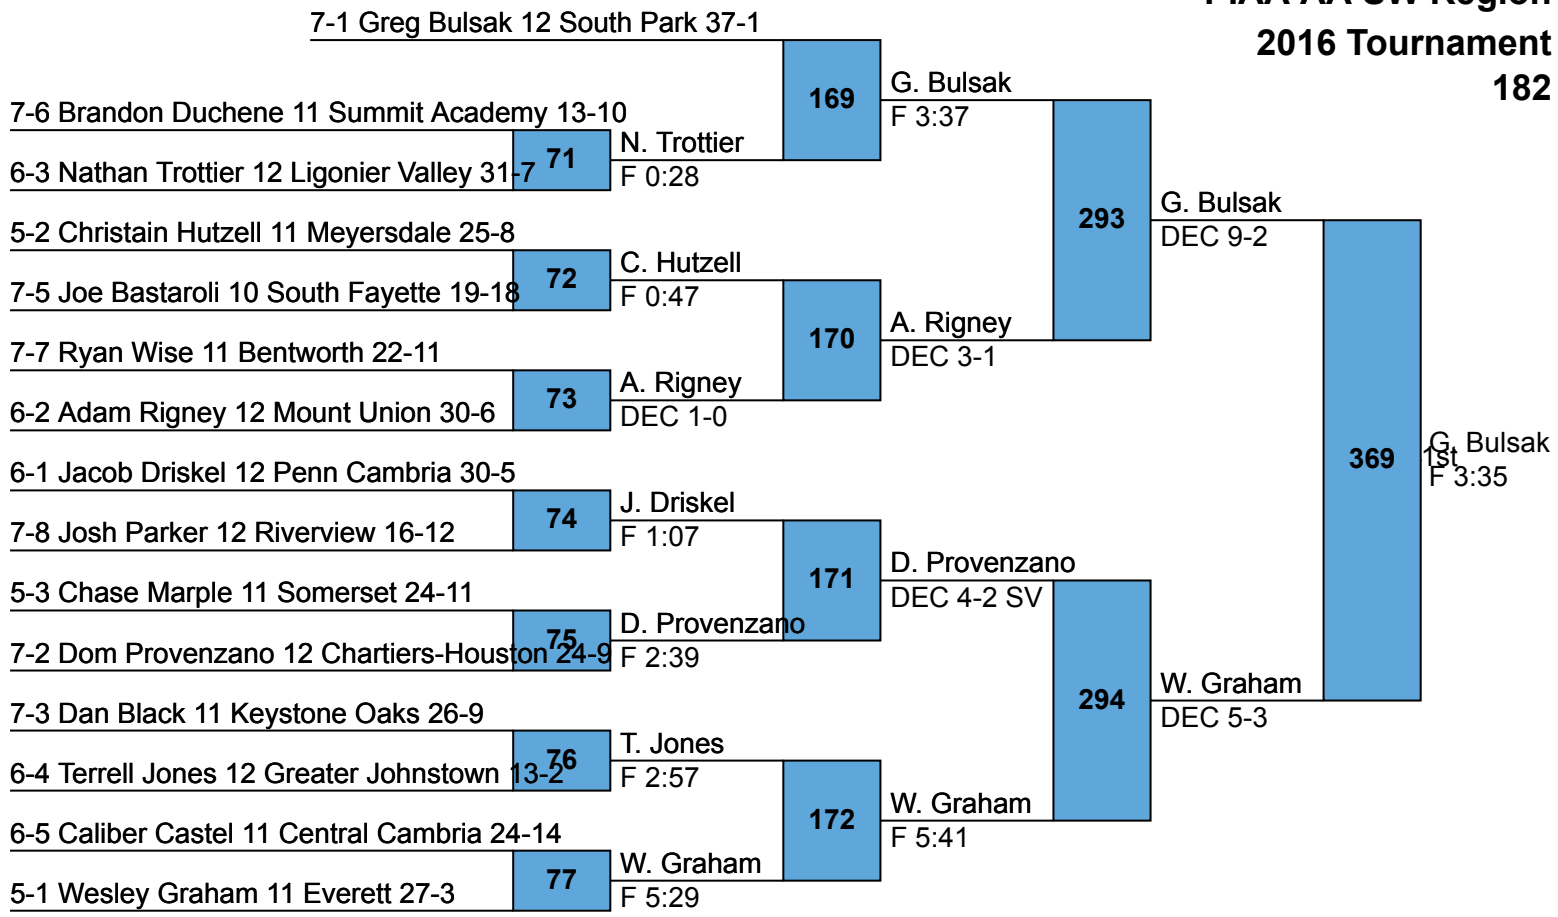 7-1 Greg Bulsak 12 South Park 37-1
2016 Tournament
182
7-6 Brandon Duchene 11 Summit Academy 13-10
6-3 Nathan Trottier 12 Ligonier Valley 31-7
5-2 Christain Hutzell 11 Meyersdale 25-8
7-5 Joe Bastaroli 10 South Fayette 19-18
7-7 Ryan Wise 11 Bentworth 22-11
6-2 Adam Rigney 12 Mount Union 30-6
6-1 Jacob Driskel 12 Penn Cambria 30-5
7-8 Josh Parker 12 Riverview 16-12
5-3 Chase Marple 11 Somerset 24-11
7-2 Dom Provenzano 12 Chartiers-Houston 24-9
7-3 Dan Black 11 Keystone Oaks 26-9
6-4 Terrell Jones 12 Greater Johnstown 13-2
6-5 Caliber Castel 11 Central Cambria 24-14
5-1 Wesley Graham 11 Everett 27-3
71
72
73
74
75
76
77
N. Trottier
F 0:28
C. Hutzell
F 0:47
A. Rigney
DEC 1-0
J. Driskel
F 1:07
D. Provenzano
F 2:39
T. Jones
F 2:57
W. Graham
F 5:29
169
170
171
172
G. Bulsak
F 3:37
A. Rigney
DEC 3-1
D. Provenzano
DEC 4-2 SV
W. Graham
F 5:41
293
294
G. Bulsak
DEC 9-2
W. Graham
DEC 5-3
369
G. Bulsak
1st
F 3:35